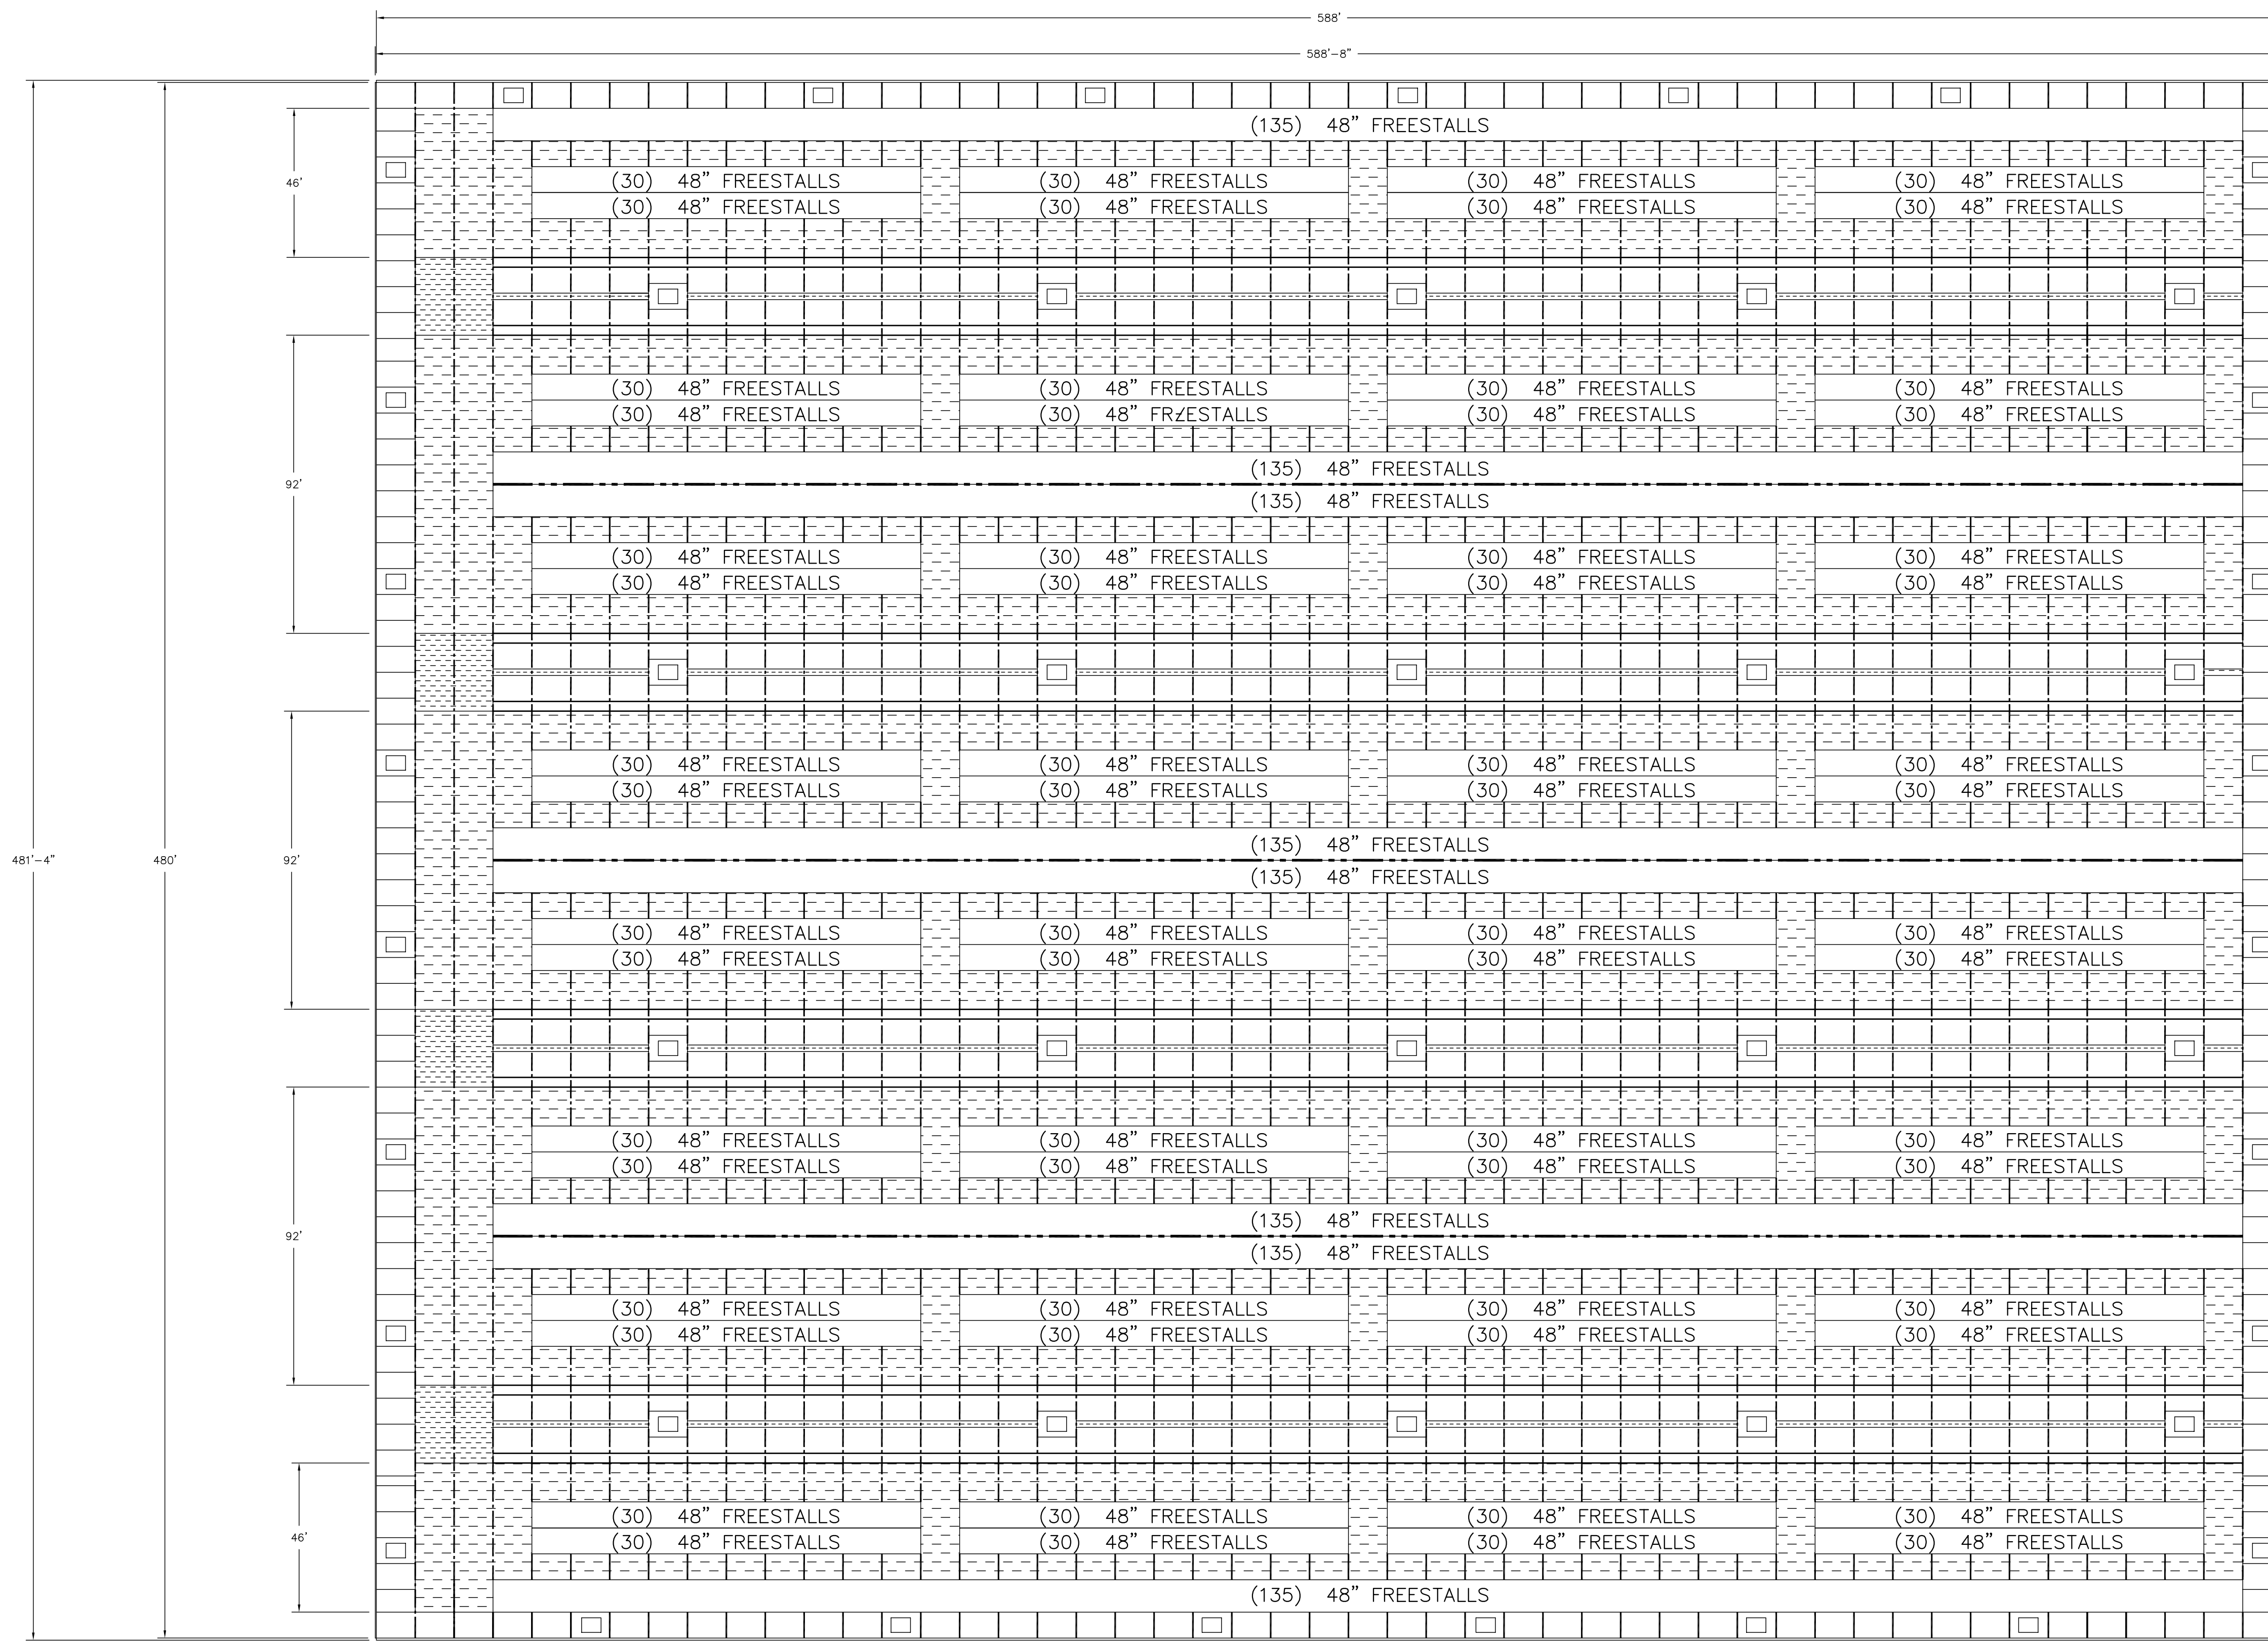 588'
588'-8"
(135) 48" FREESTALLS
46'
(30) 48" FREESTALLS (30) 48" FREESTALLS (30) 48" FREESTALLS (30) 48" FREESTALLS
(30) 48" FREESTALLS (30) 48" FREESTALLS (30) 48" FREESTALLS (30) 48" FREESTALLS
(30) 48" FREESTALLS (30) 48" FREESTALLS (30) 48" FREESTALLS (30) 48" FREESTALLS
(30) 48" FREESTALLS (30) 48" FRZESTALLS (30) 48" FREESTALLS (30) 48" FREESTALLS
(135) 48" FREESTALLS
92'
(135) 48" FREESTALLS
(30) 48" FREESTALLS (30) 48" FREESTALLS (30) 48" FREESTALLS (30) 48" FREESTALLS
(30) 48" FREESTALLS (30) 48" FREESTALLS (30) 48" FREESTALLS (30) 48" FREESTALLS
(30) 48" FREESTALLS (30) 48" FREESTALLS (30) 48" FREESTALLS (30) 48" FREESTALLS
(30) 48" FREESTALLS (30) 48" FREESTALLS (30) 48" FREESTALLS (30) 48" FREESTALLS
(135) 48" FREESTALLS
481'-4" 480' 92'
(135) 48" FREESTALLS
(30) 48" FREESTALLS (30) 48" FREESTALLS (30) 48" FREESTALLS (30) 48" FREESTALLS
(30) 48" FREESTALLS (30) 48" FREESTALLS (30) 48" FREESTALLS (30) 48" FREESTALLS
(30) 48" FREESTALLS (30) 48" FREESTALLS (30) 48" FREESTALLS (30) 48" FREESTALLS
(30) 48" FREESTALLS (30) 48" FREESTALLS (30) 48" FREESTALLS (30) 48" FREESTALLS
(135) 48" FREESTALLS
92'
(135) 48" FREESTALLS
(30) 48" FREESTALLS (30) 48" FREESTALLS (30) 48" FREESTALLS (30) 48" FREESTALLS
(30) 48" FREESTALLS (30) 48" FREESTALLS (30) 48" FREESTALLS (30) 48" FREESTALLS
(30) 48" FREESTALLS (30) 48" FREESTALLS (30) 48" FREESTALLS (30) 48" FREESTALLS
46'
(30) 48" FREESTALLS (30) 48" FREESTALLS (30) 48" FREESTALLS (30) 48" FREESTALLS
(135) 48" FREESTALLS